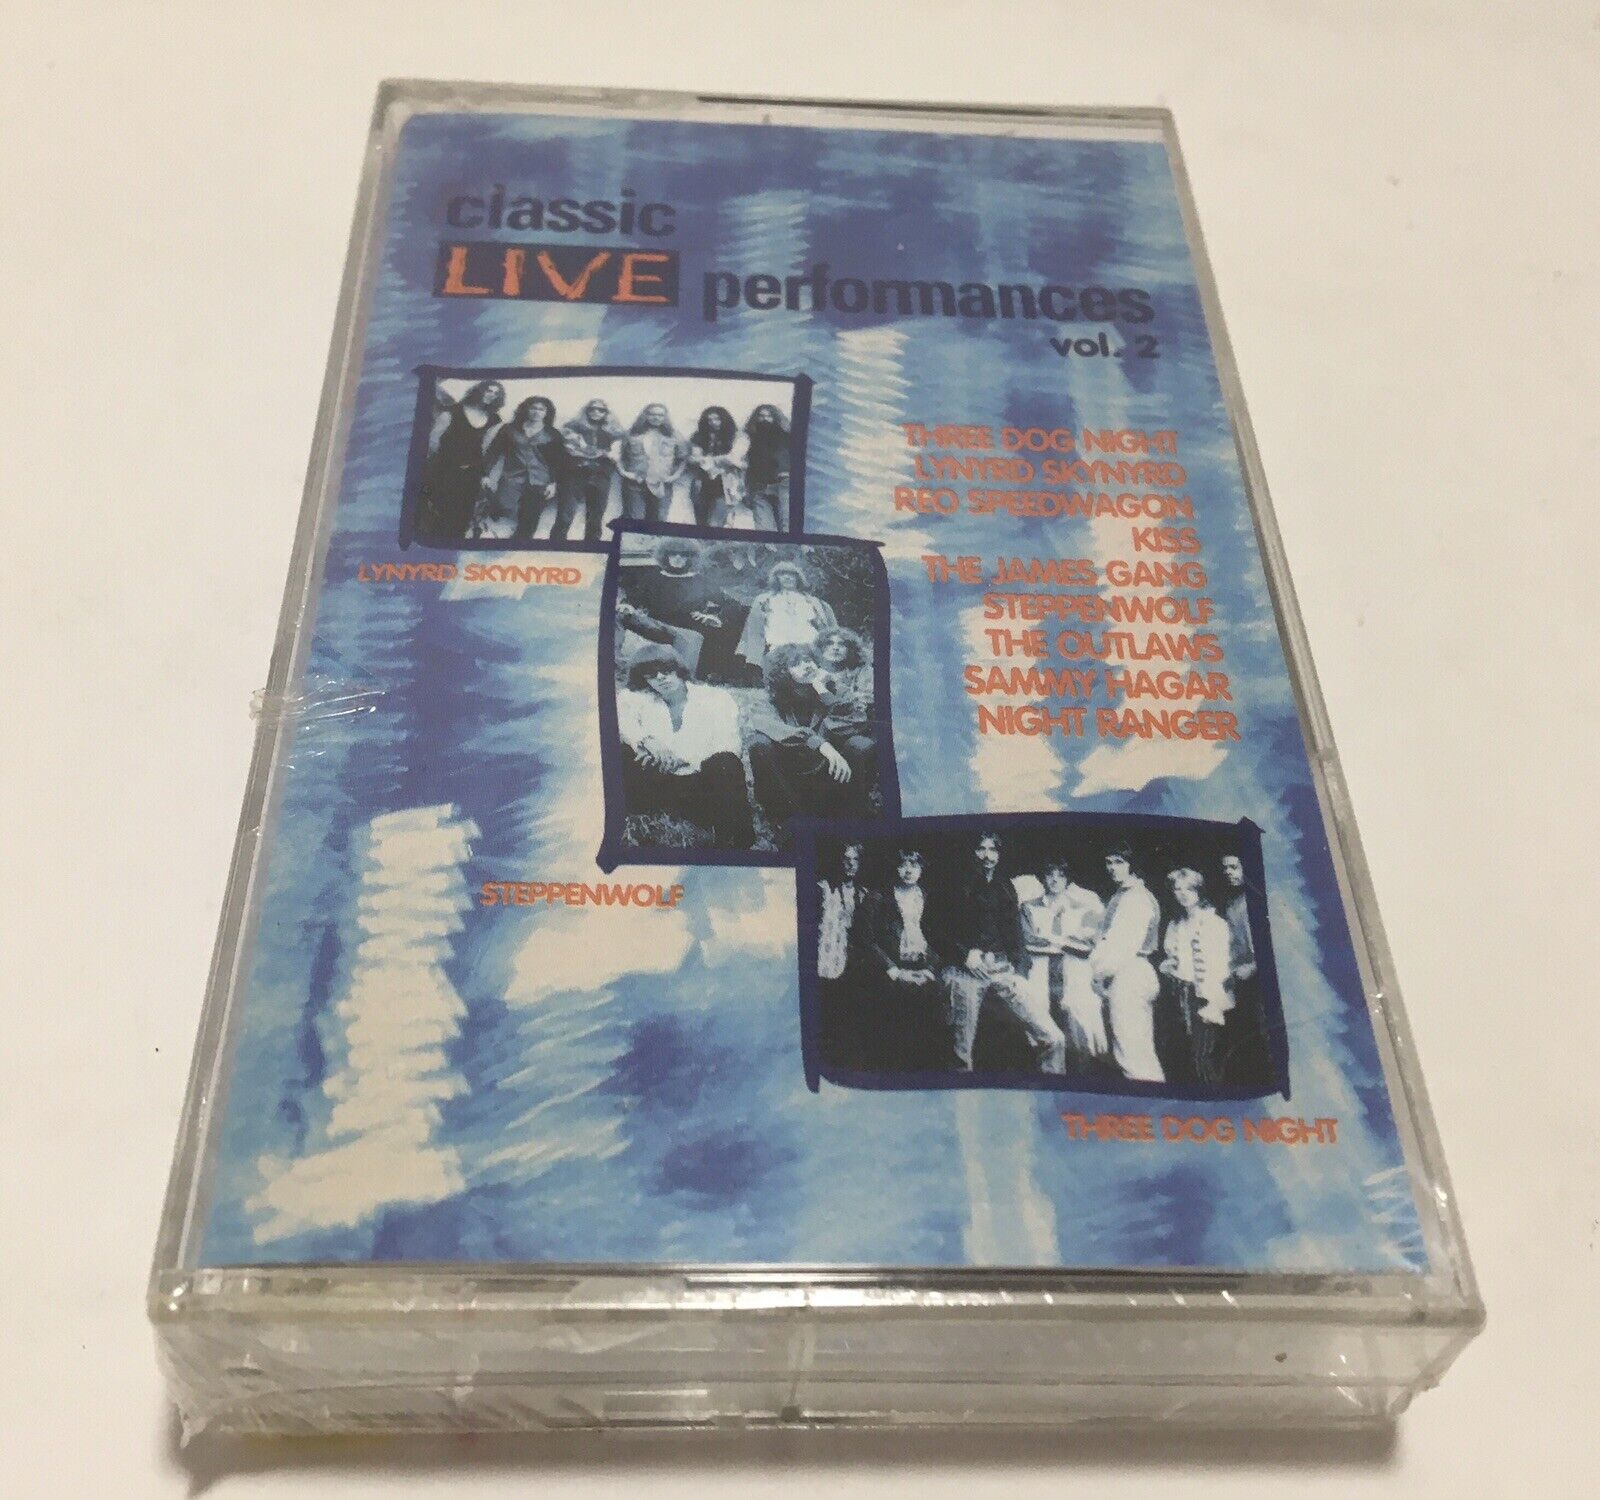 classic
LIVE performances
vol. 2
THREE DOG NIGHT
LYNYRD SKYNYRD
REO SPEEDWAGON
KISS
THE JAMES GANG
STEPPENWOLF
THE OUTLAWS
SAMMY HAGAR
NIGHT RANGER
LYNYRD SKYNYRD
STEPPENWOLF
THREE DOG NIGHT